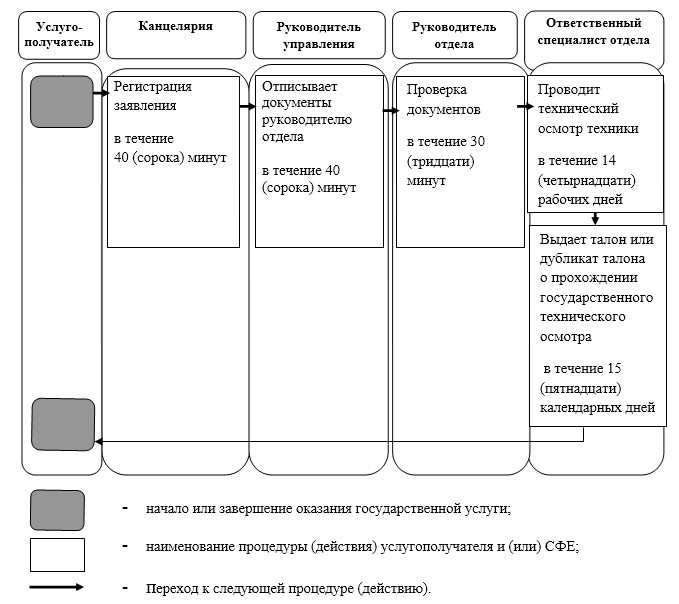 Услуго-
получатель
Канцелярия
Руководитель
управления
Руководитель
отдела
Ответственный
специалист отдела
Регистрация
заявления
в течение
40 (сорока) минут
Отписывает
документы
руководителю
отдела
в течение 40
(сорока) минут
Проверка
документов
в течение 30
(тридцати)
минут
Проводит
технический
осмотр техники
в течение 14
(четырнадцати)
рабочих дней
Выдает талон или
дубликат талона
о прохождении
государственного
технического
осмотра
в течение 15
(пятнадцати)
календарных дней
- начало или завершение оказания государственной услуги;
- наименование процедуры (действия) услугополучателя и (или) СФЕ;
- Переход к следующей процедуре (действию).